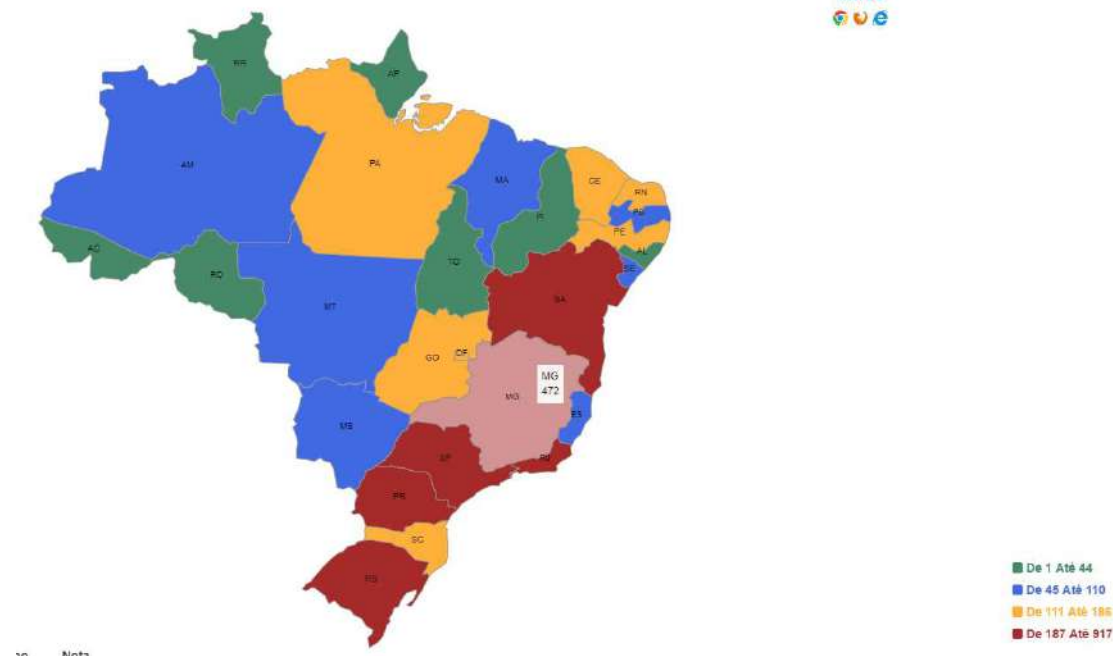 RR
AP
AM
PA
MA
CE
RN
PI
PB
PE
AC
AL
TO
SE
RO
BA
MT
GO
DF
MG
472
MG
ES
MS
SP
RJ
PR
SC
RS
De 1 Até 44
De 45 Até 110
De 111 Até 186
De 187 Até 917
Nota